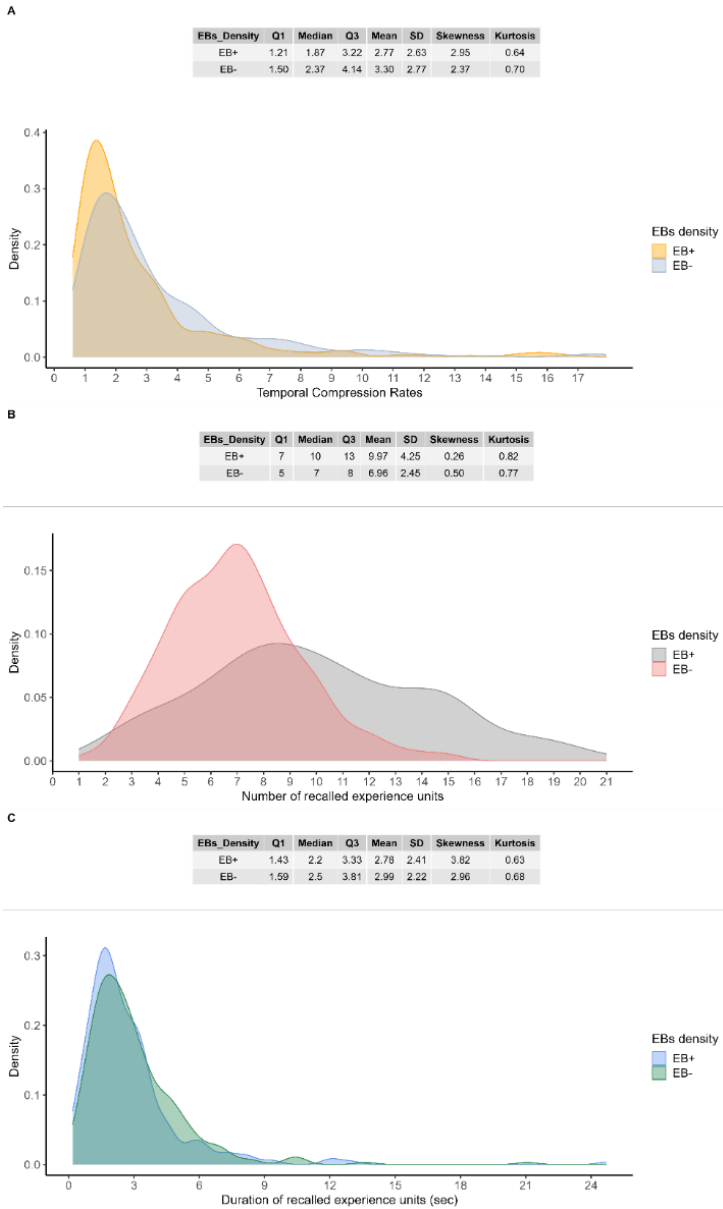 A
EBs_Density Q1 Median Q3 Mean SD Skewness Kurtosis
EB+ 1.21 1.87 3.22 2.77 2.63 2.95 0.64
EB- 1.50 2.37 4.14 3.30 2.77 2.37 0.70
0.4
0.3
0.2
0.1
0.0
Density
EBs density
EB+
EB-
0 1 2 3 4 5 6 7 8 9 10 11 12 13 14 15 16 17
Temporal Compression Rates
B
EBs_Density Q1 Median Q3 Mean SD Skewness Kurtosis
EB+ 7 10 13 9.97 4.25 0.26 0.82
EB- 5 7 8 6.96 2.45 0.50 0.77
0.15
0.10
0.05
0.00
Density
EBs density
EB+
EB-
0 1 2 3 4 5 6 7 8 9 10 11 12 13 14 15 16 17 18 19 20 21
Number of recalled experience units
C
EBs_Density Q1 Median Q3 Mean SD Skewness Kurtosis
EB+ 1.43 2.2 3.33 2.78 2.41 3.82 0.63
EB- 1.59 2.5 3.81 2.99 2.22 2.96 0.68
0.3
0.2
0.1
0.0
Density
EBs density
EB+
EB-
0 3 6 9 12 15 18 21 24
Duration of recalled experience units (sec)